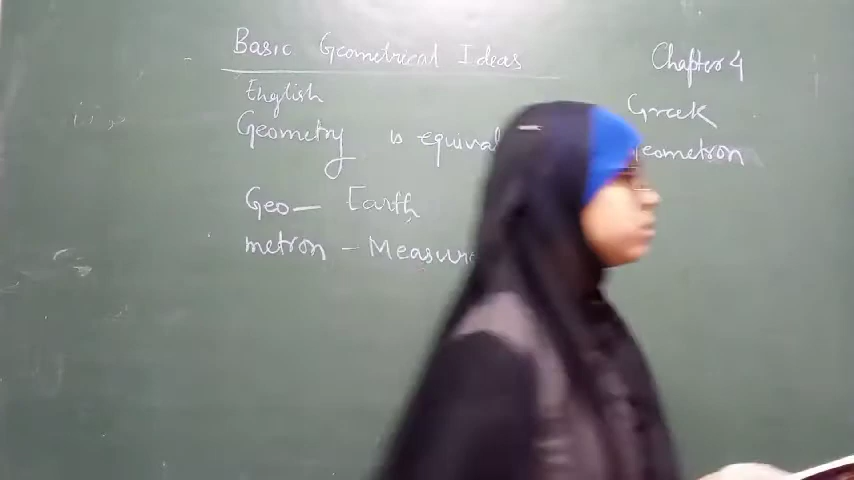 Basic Geometrical Ideas Chapter 4
English Greek
Geometry is equival eometron
Geo— Earth
metron — Measure